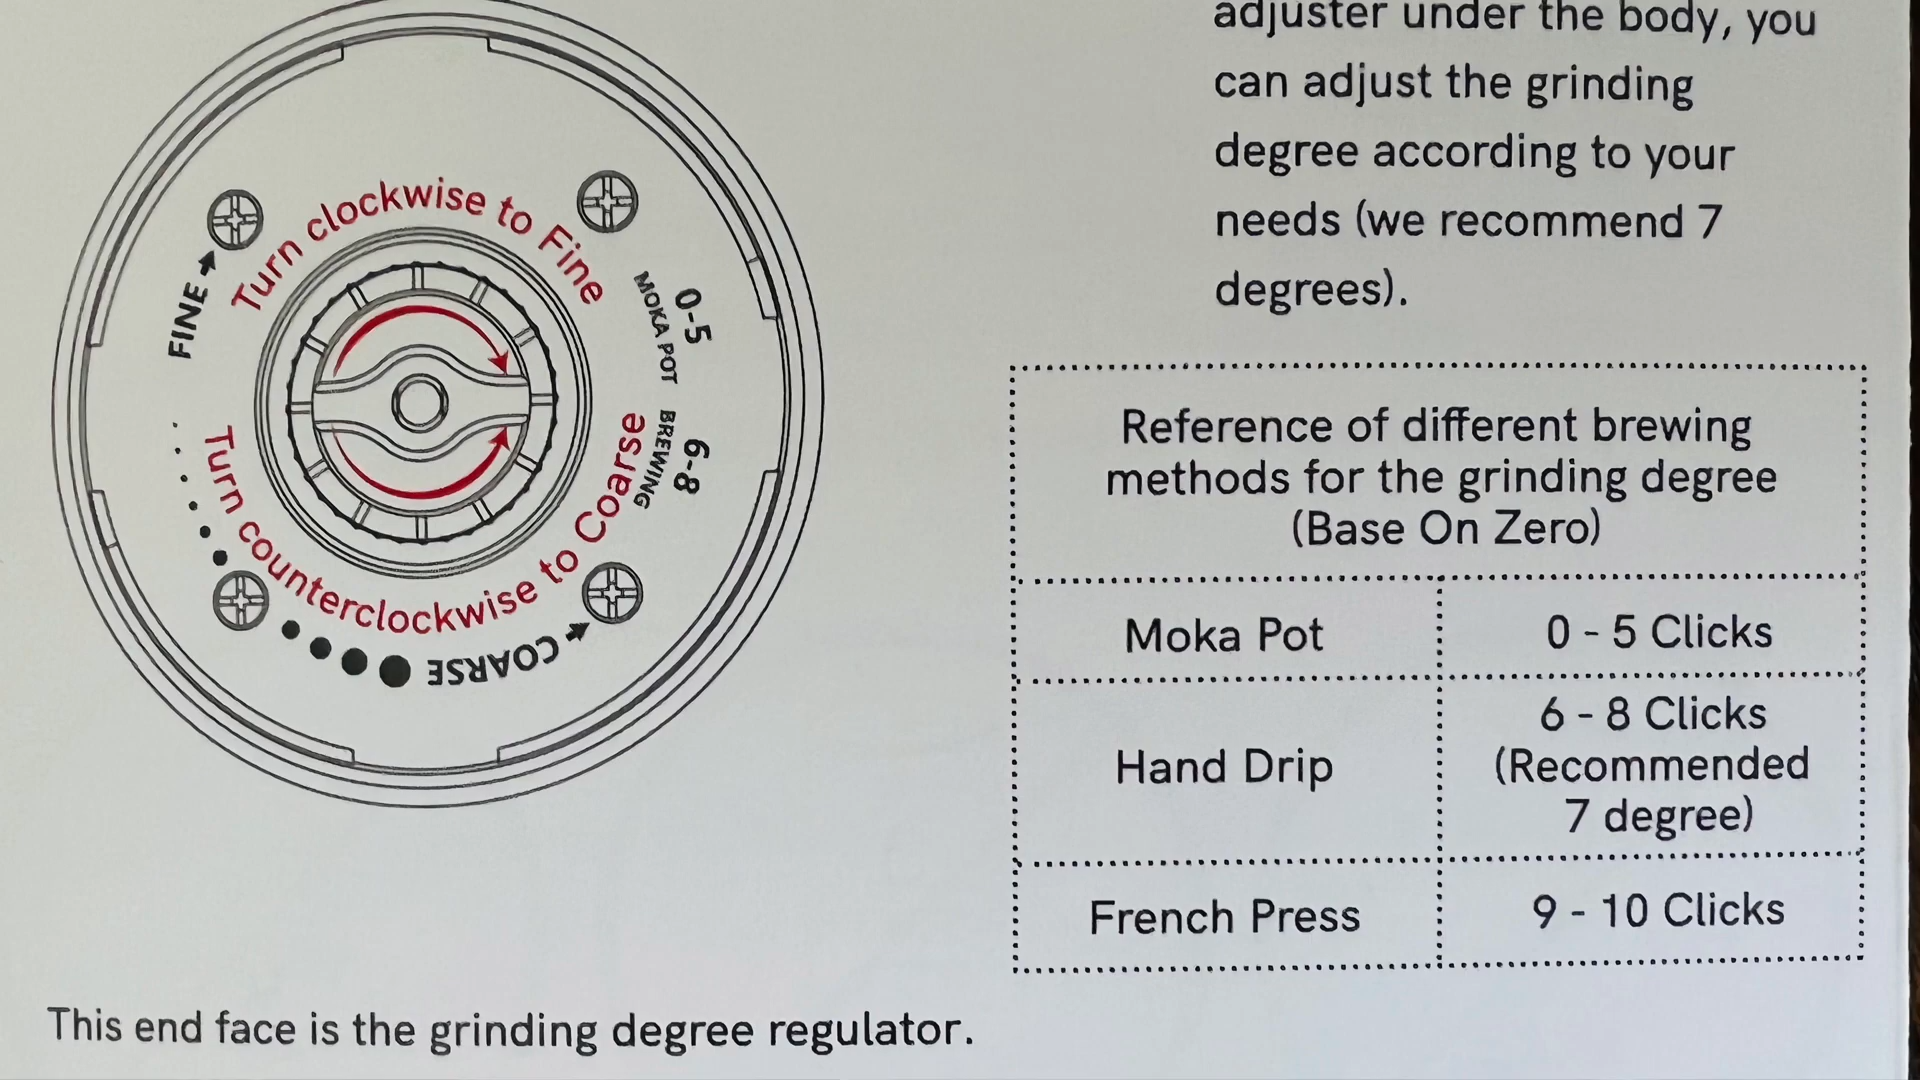 adjuster under the body, you
can adjust the grinding
degree according to your
needs (we recommend 7
degrees).
Turn clockwise to Fine
FINE
0-5
MOKA POT
6-8
BREWING
Turn counterclockwise to Coarse
COARSE
Reference of different brewing
methods for the grinding degree
(Base On Zero)
Moka Pot
0 - 5 Clicks
Hand Drip
6 - 8 Clicks
(Recommended
7 degree)
French Press
9 - 10 Clicks
This end face is the grinding degree regulator.